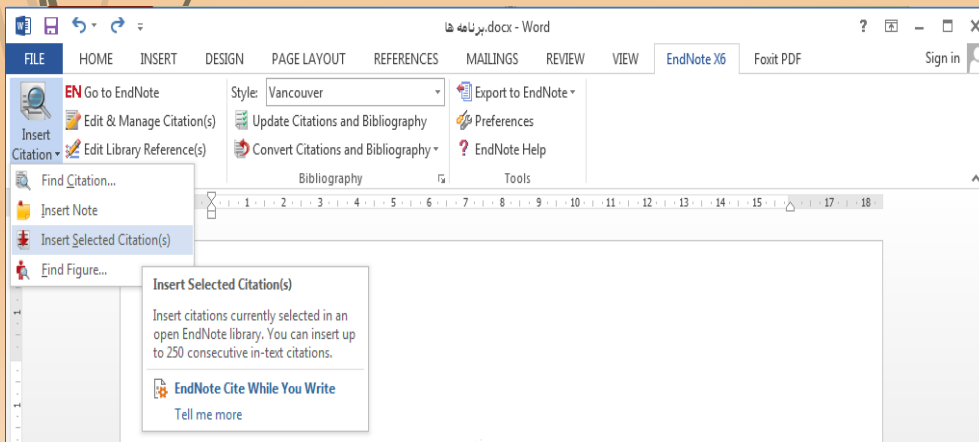 برنامه ها.docx - Word
FILE HOME INSERT DESIGN PAGE LAYOUT REFERENCES MAILINGS REVIEW VIEW EndNote X6 Foxit PDF Sign in
Insert Citation
EN Go to EndNote
Edit & Manage Citation(s)
Edit Library Reference(s)
Style: Vancouver
Update Citations and Bibliography
Convert Citations and Bibliography
Bibliography
Export to EndNote
Preferences
? EndNote Help
Tools
Find Citation...
Insert Note
Insert Selected Citation(s)
Find Figure...
1 2 3 4 5 6 7 8 9 10 11 12 13 14 15 17 18
Insert Selected Citation(s)
Insert citations currently selected in an
open EndNote library. You can insert up
to 250 consecutive in-text citations.
EndNote Cite While You Write
Tell me more